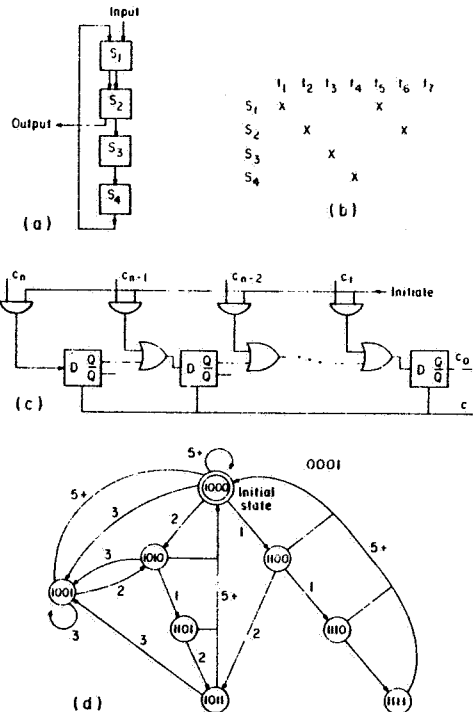 Input
S1
S2
Output
S3
S4
(a)
t1 t2 t3 t4 t5 t6 t7
S1 X X
S2 X X
S3 X
S4 X
(b)
cn cn-1 cn-2 c1
Initiate
D Q Q
D Q Q
D Q Q
c0
c
(c)
5+
0001
1000
Initial state
5+
3
2
1
5+
3
1010
1100
1001
2
1
5+
1
3
1101
2
1110
3
2
1011
1111
(d)